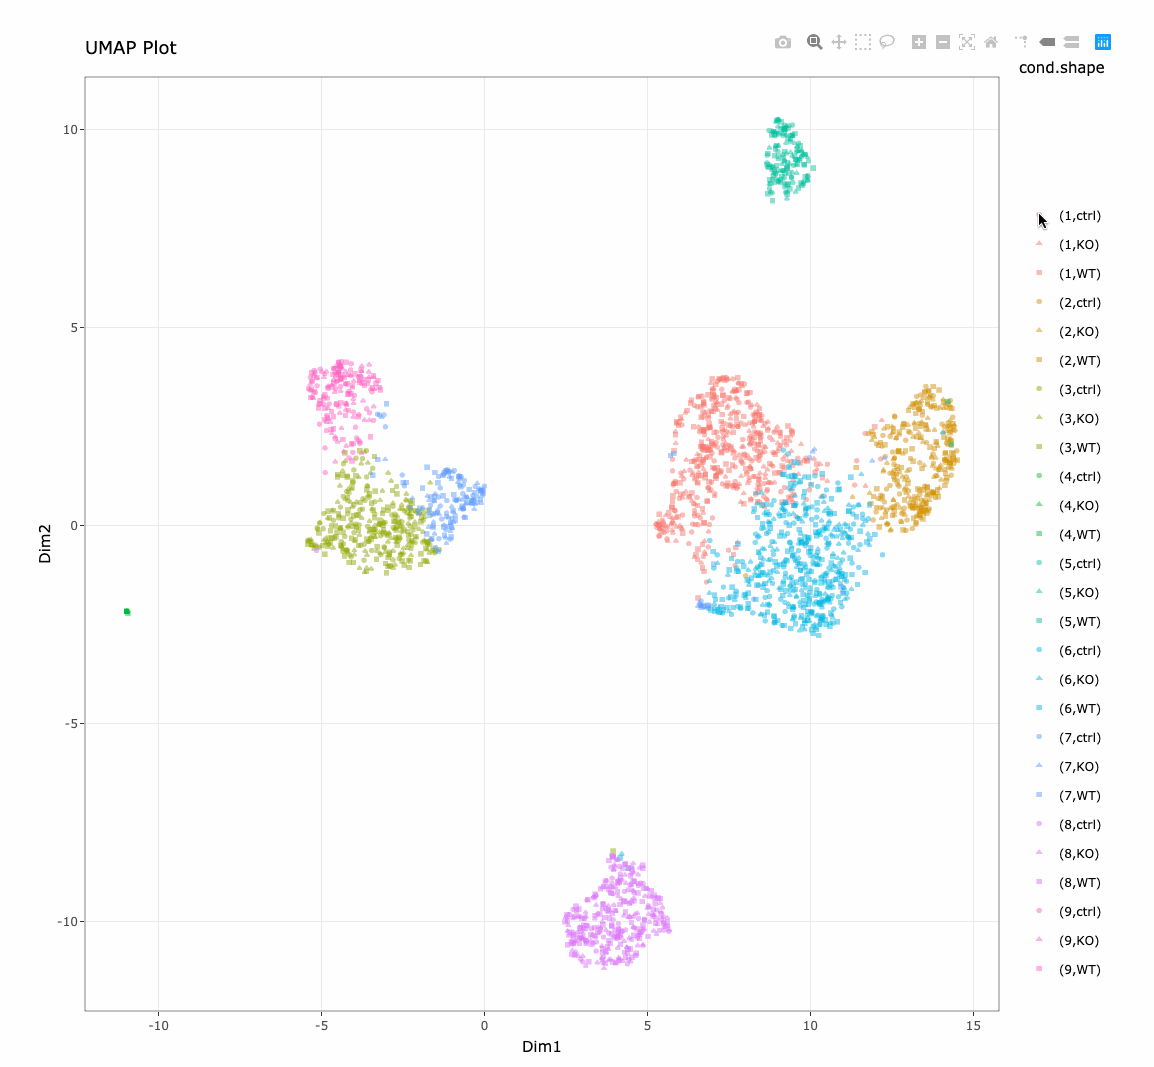 UMAP Plot
cond.shape
10
5
0
-5
-10
Dim2
-10
-5
0
5
10
15
Dim1
(1,ctrl)
(1,KO)
(1,WT)
(2,ctrl)
(2,KO)
(2,WT)
(3,ctrl)
(3,KO)
(3,WT)
(4,ctrl)
(4,KO)
(4,WT)
(5,ctrl)
(5,KO)
(5,WT)
(6,ctrl)
(6,KO)
(6,WT)
(7,ctrl)
(7,KO)
(7,WT)
(8,ctrl)
(8,KO)
(8,WT)
(9,ctrl)
(9,KO)
(9,WT)